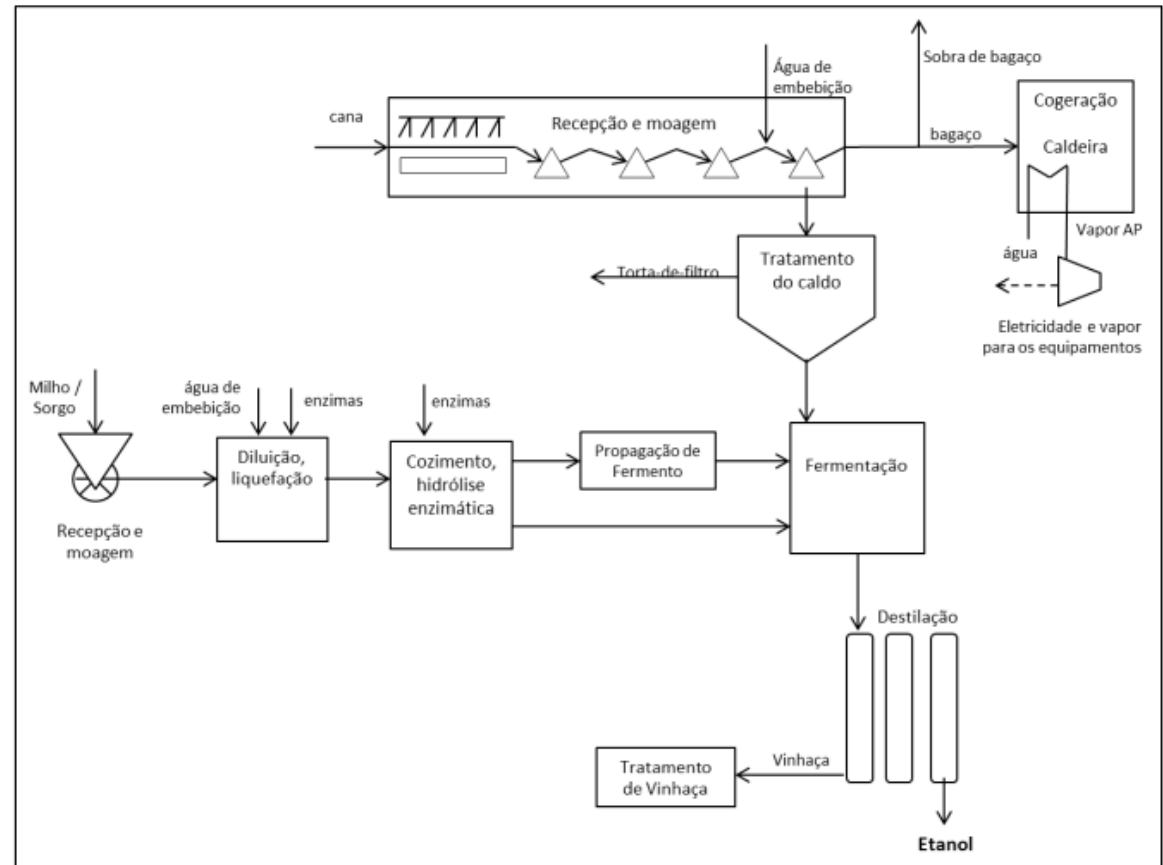 Sobra de bagaço
Água de
embebição
Cogeração
cana
Recepção e moagem
bagaço
Caldeira
Vapor AP
água
Tratamento
do caldo
Torta-de-filtro
Eletricidade e vapor
para os equipamentos
Milho /
Sorgo
água de
embebição
enzimas
enzimas
Diluição,
liquefação
Cozimento,
hidrólise
enzimática
Propagação de
Fermento
Fermentação
Recepção e
moagem
Destilação
Vinhaça
Tratamento
de Vinhaça
Etanol